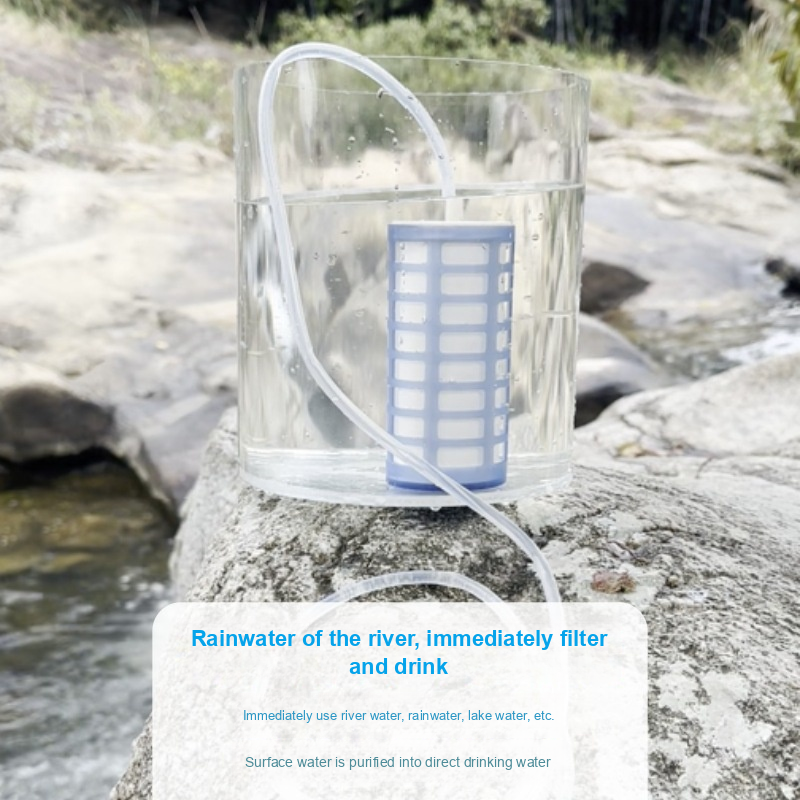 Rainwater of the river, immediately filter
and drink
Immediately use river water, rainwater, lake water, etc.
Surface water is purified into direct drinking water